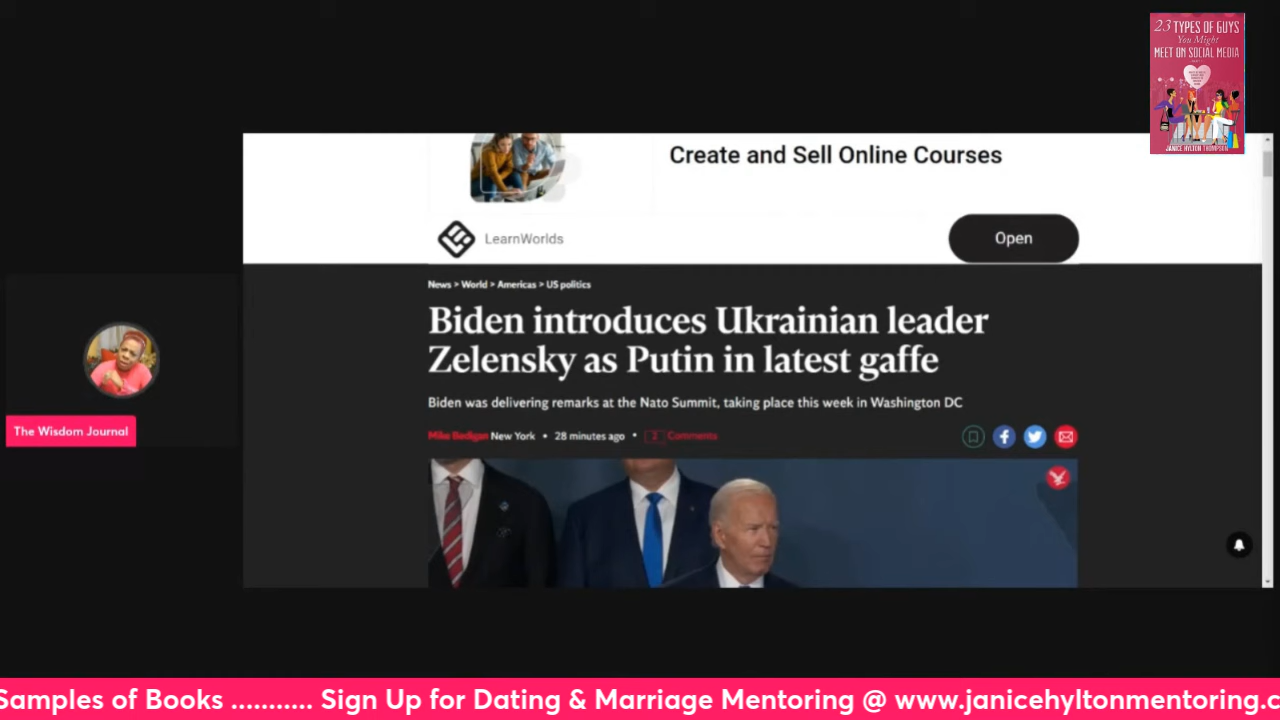 23 TYPES OF GUYS
You Might
MEET ON SOCIAL MEDIA
JANICE HYLTON THOMPSON
Create and Sell Online Courses
LearnWorlds
Open
News > World > Americas > US politics
Biden introduces Ukrainian leader
Zelensky as Putin in latest gaffe
Biden was delivering remarks at the Nato Summit, taking place this week in Washington DC
Mike Bedigan New York • 28 minutes ago • 2 Comments
The Wisdom Journal
Samples of Books ........... Sign Up for Dating & Marriage Mentoring @ www.janicehyltonmentoring.c